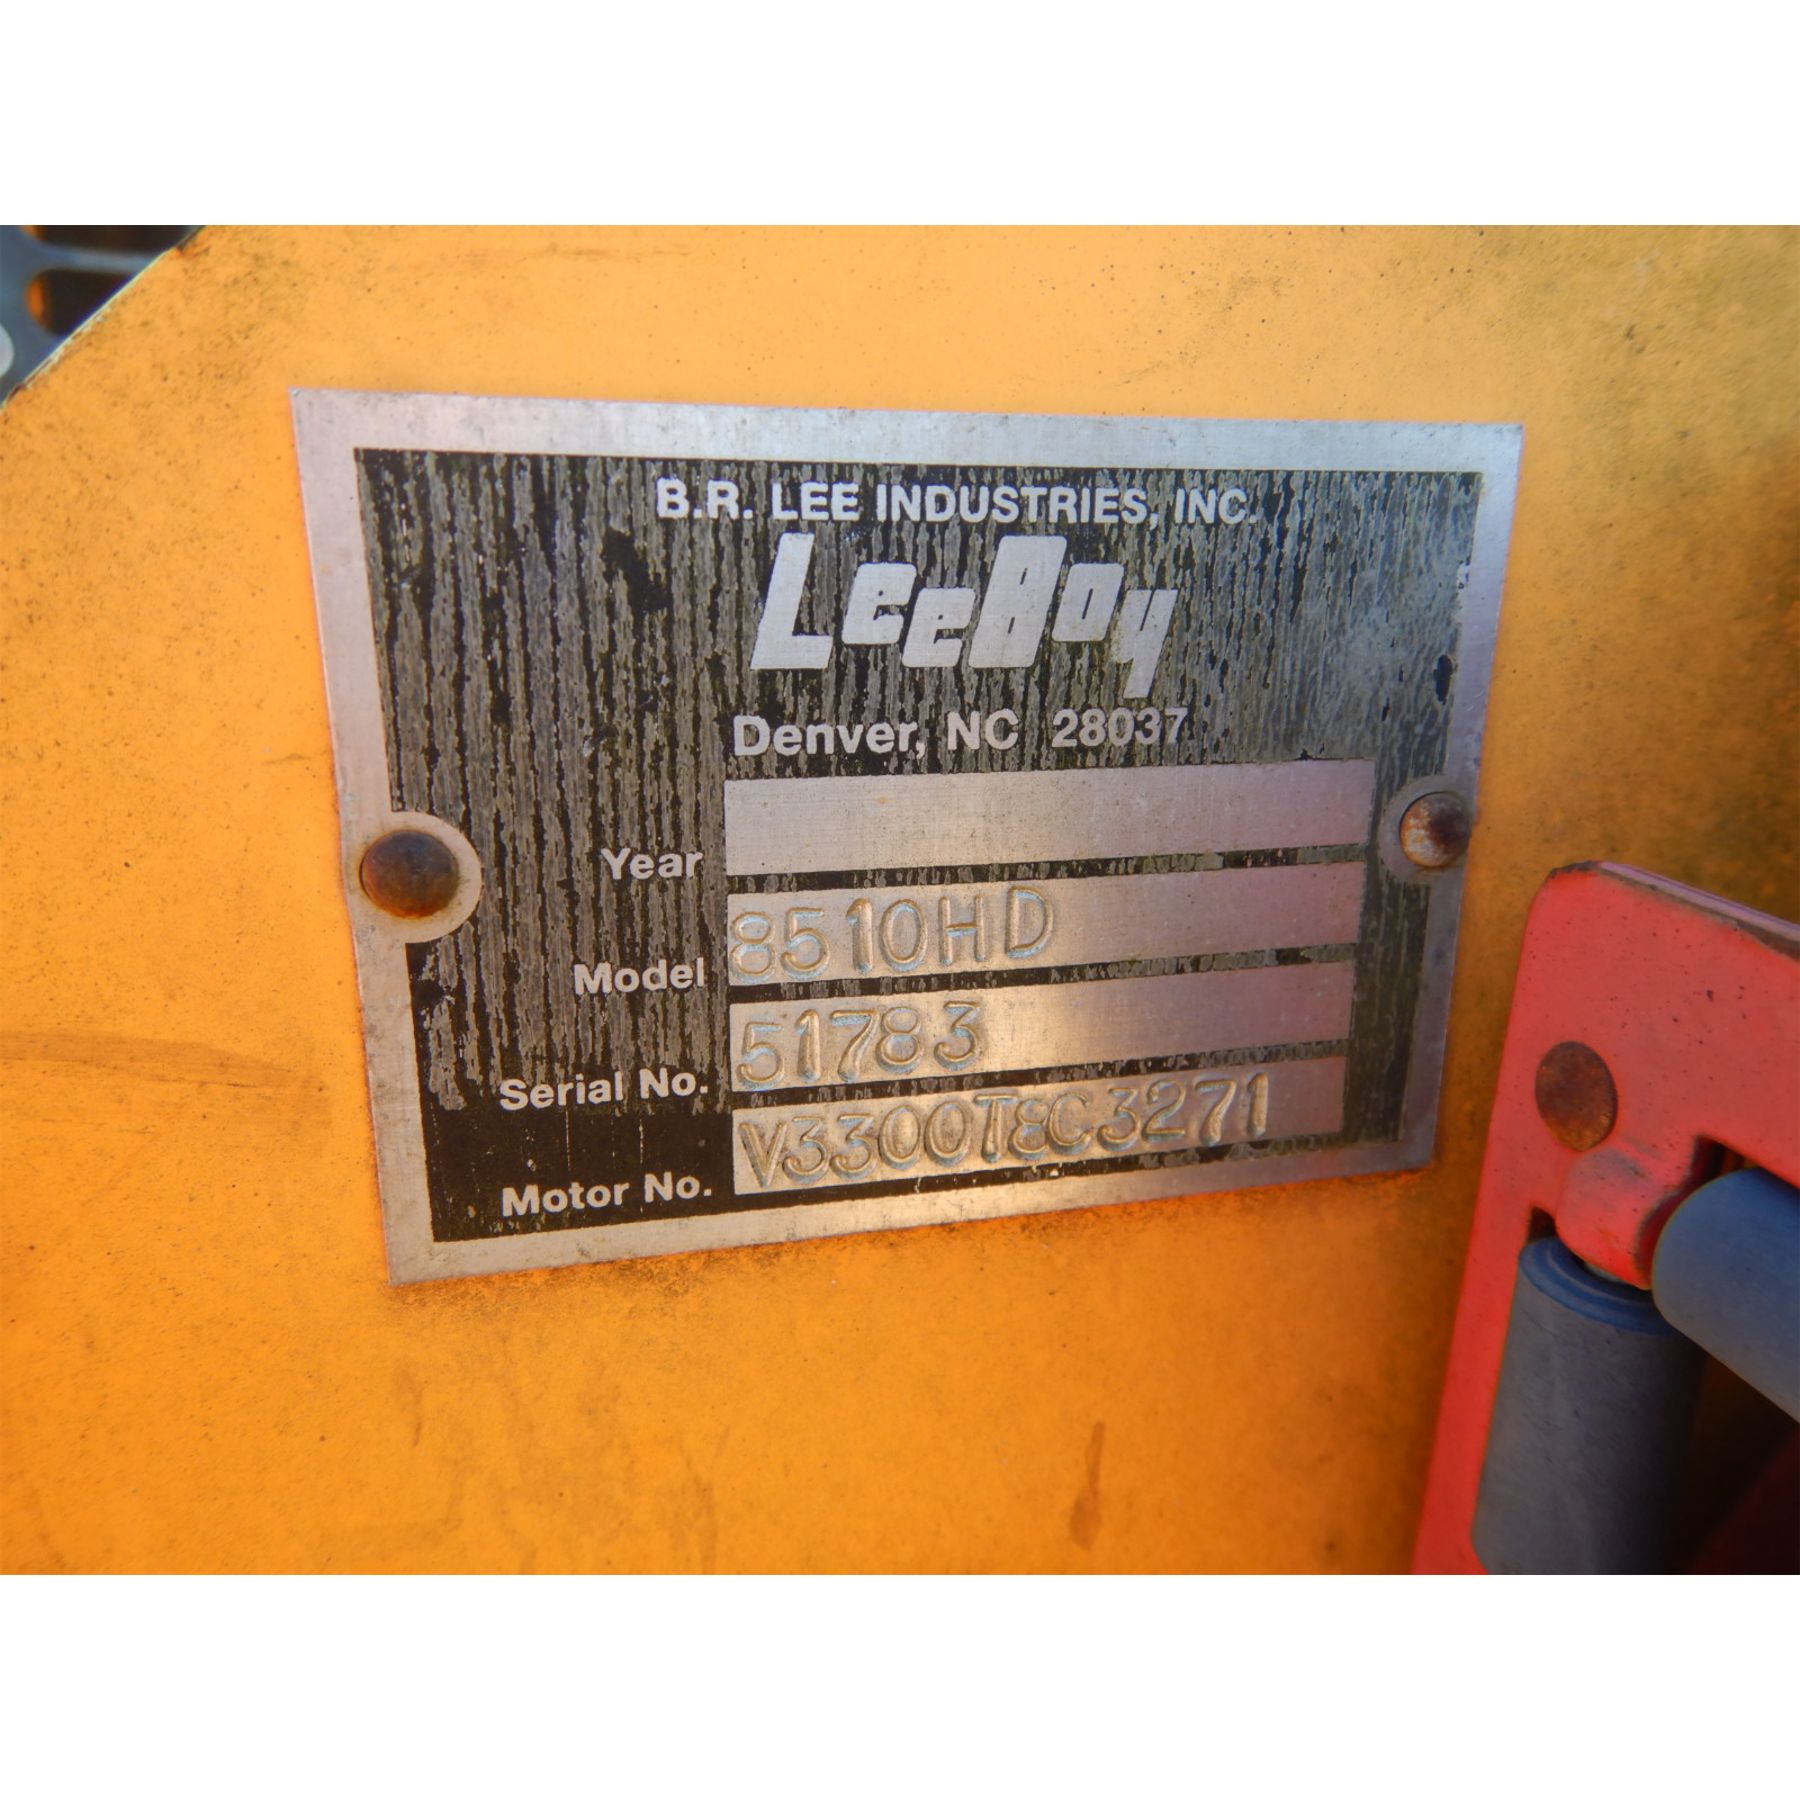 B.R. LEE INDUSTRIES, INC.
LeeBoy
Denver, NC 28037
Year
Model 8510HD
Serial No. 51783
Motor No. V3300T8C3271